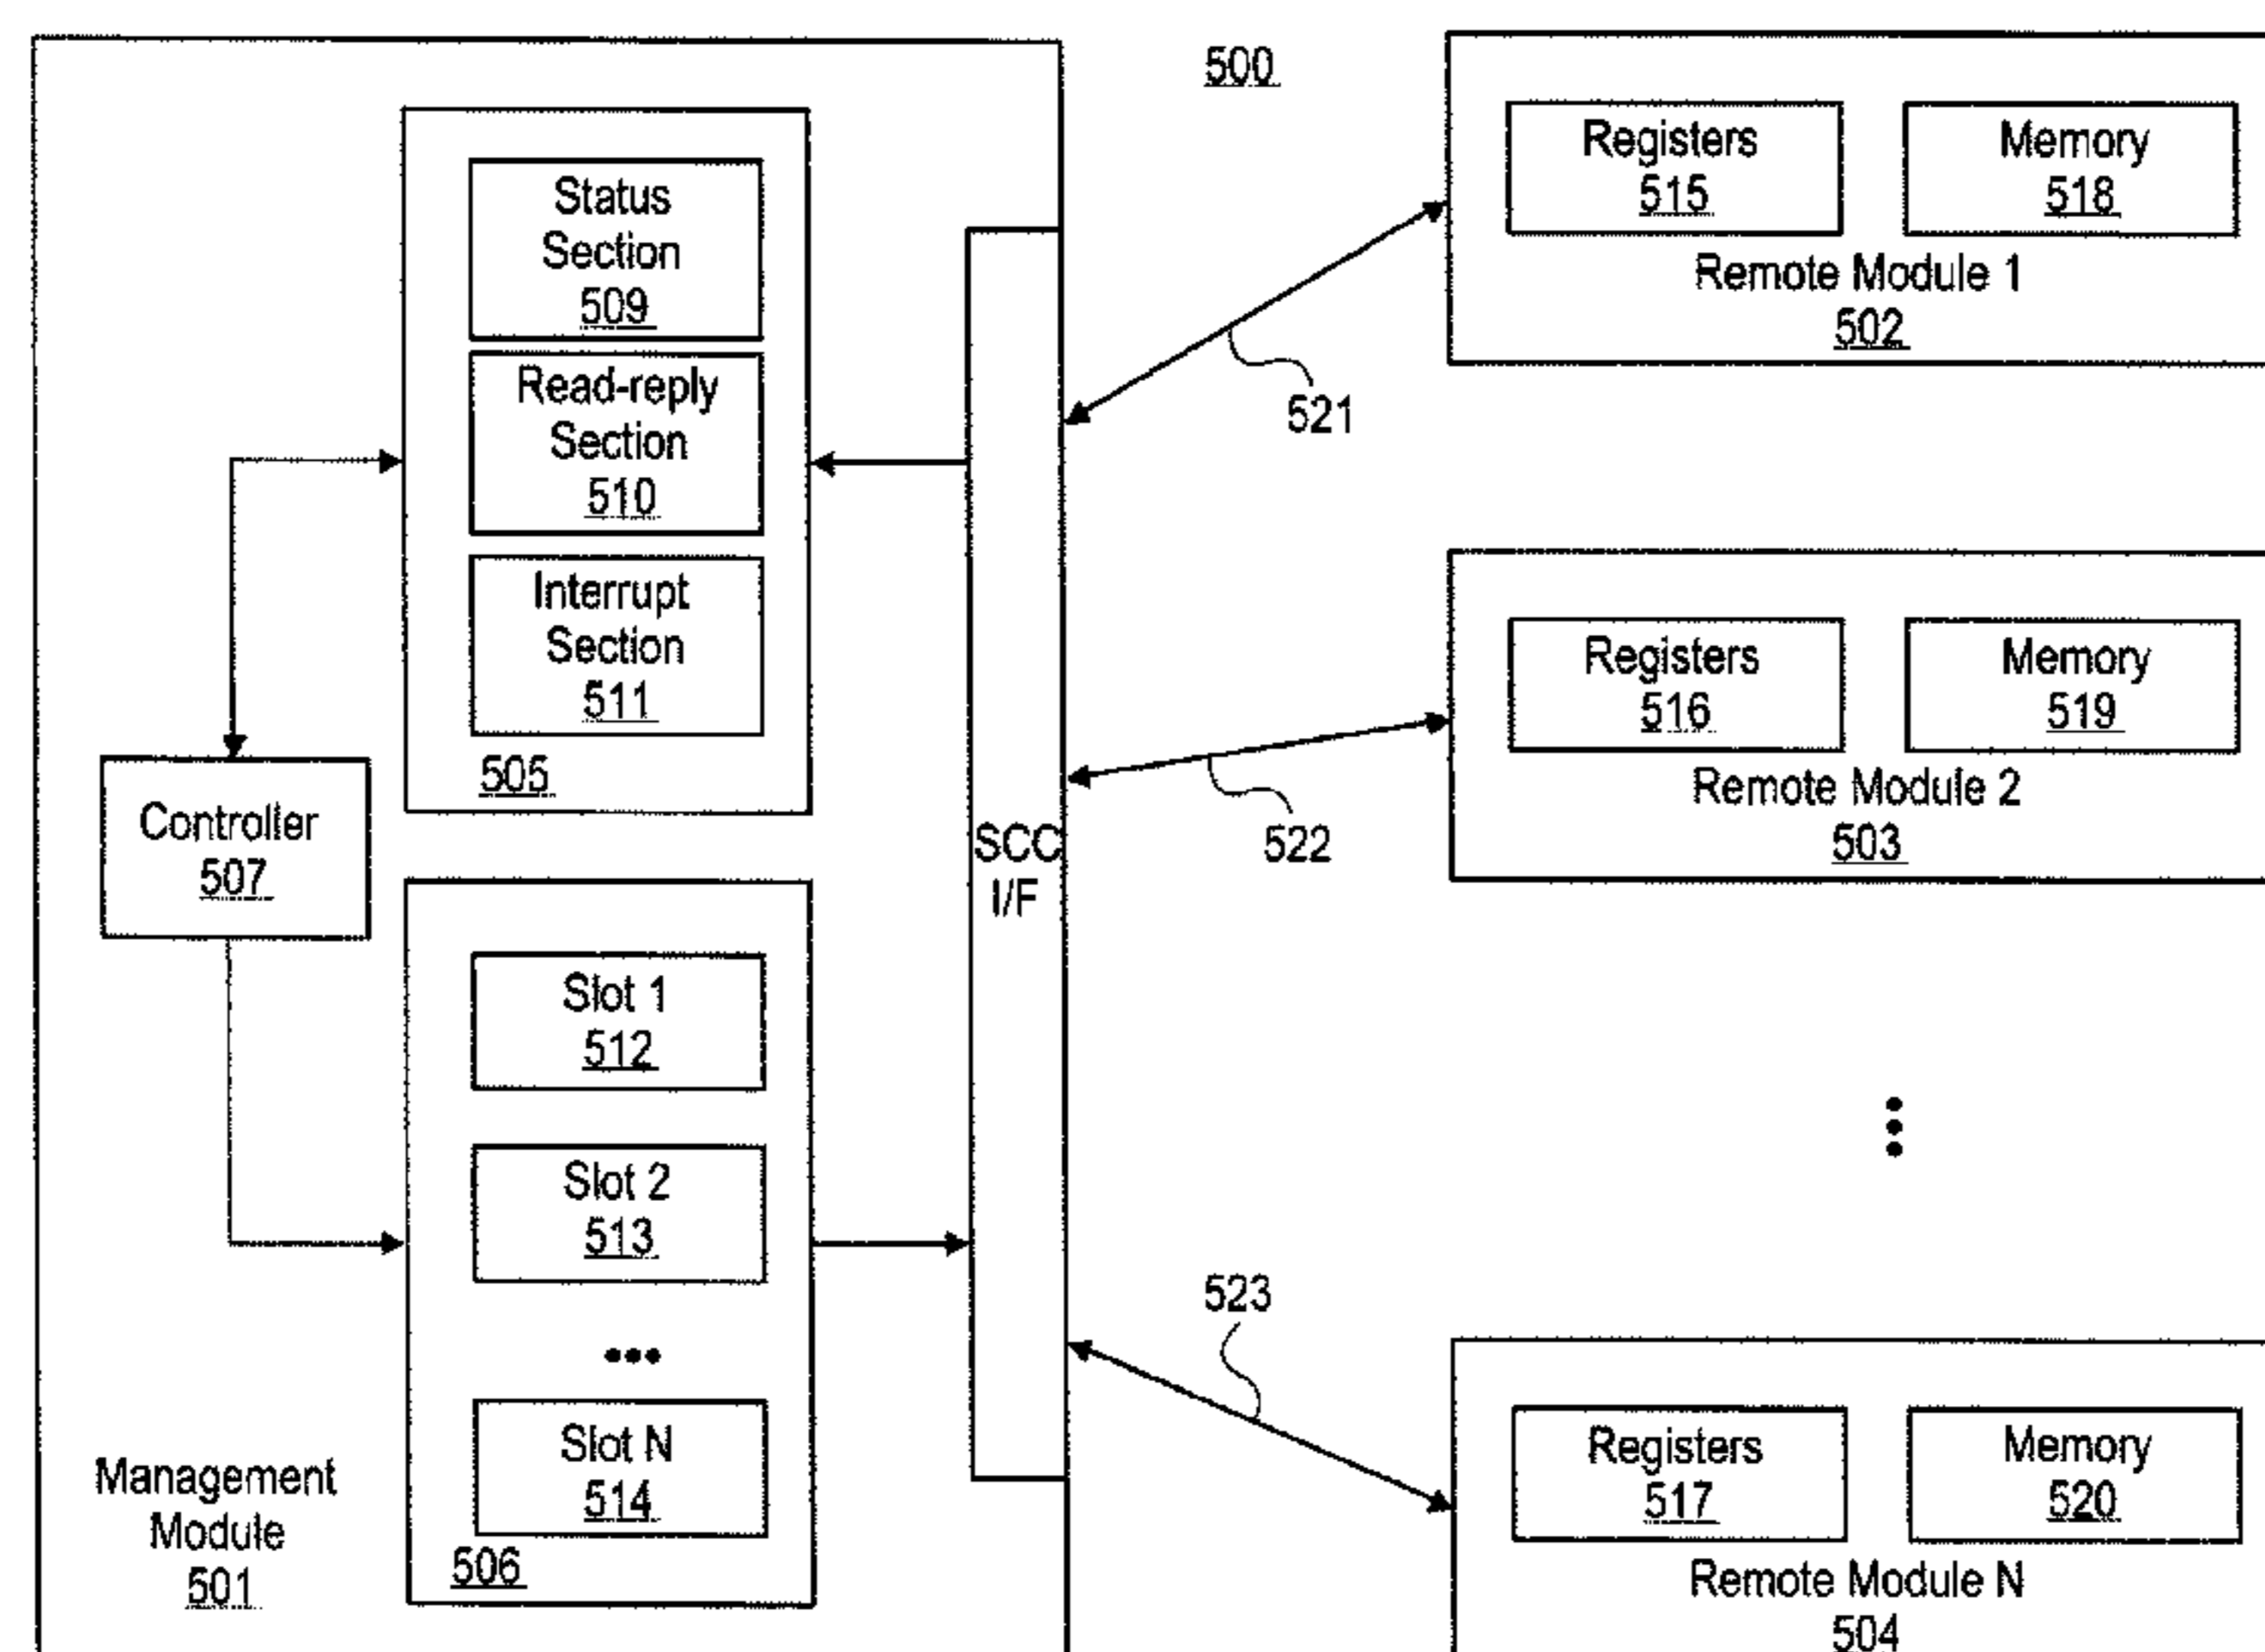 500
Status
Section
509
Read-reply
Section
510
Interrupt
Section
511
505
Controller
507
Slot 1
512
Slot 2
513
Slot N
514
506
Management
Module
501
SCC
I/F
521
522
523
Registers
515
Memory
518
Remote Module 1
502
Registers
516
Memory
519
Remote Module 2
503
Registers
517
Memory
520
Remote Module N
504